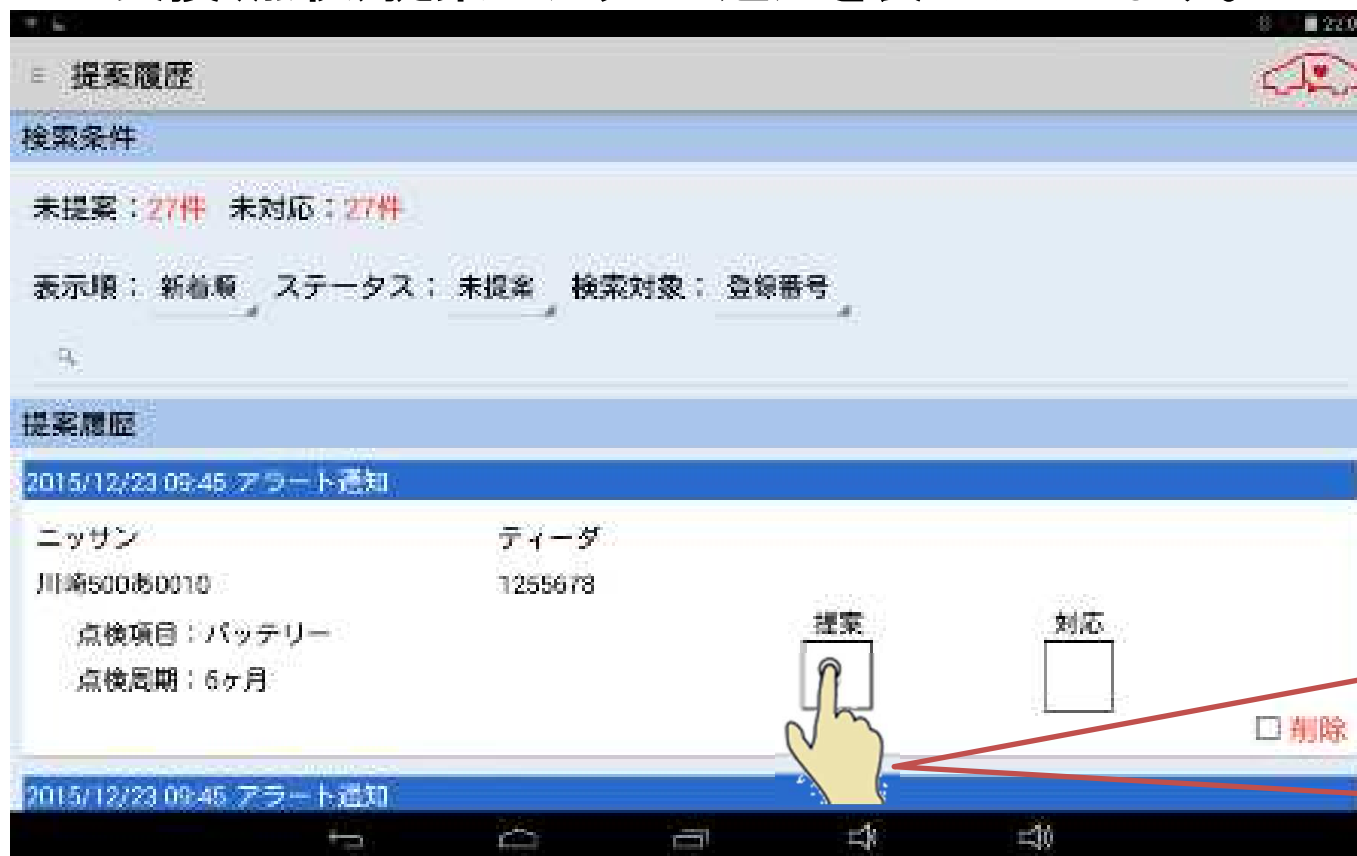 提案履歴
検索条件
未提案：27件 未対応：27件
表示順： 新着順 ステータス： 未提案 検索対象： 登録番号
提案履歴
2015/12/23 09:45 アラート通知
ニッサン ティーダ
川崎500あ0010 1255678
点検項目：バッテリー 提案 対応
点検周期：6ヶ月
削除
2015/12/23 09:45 アラート通知